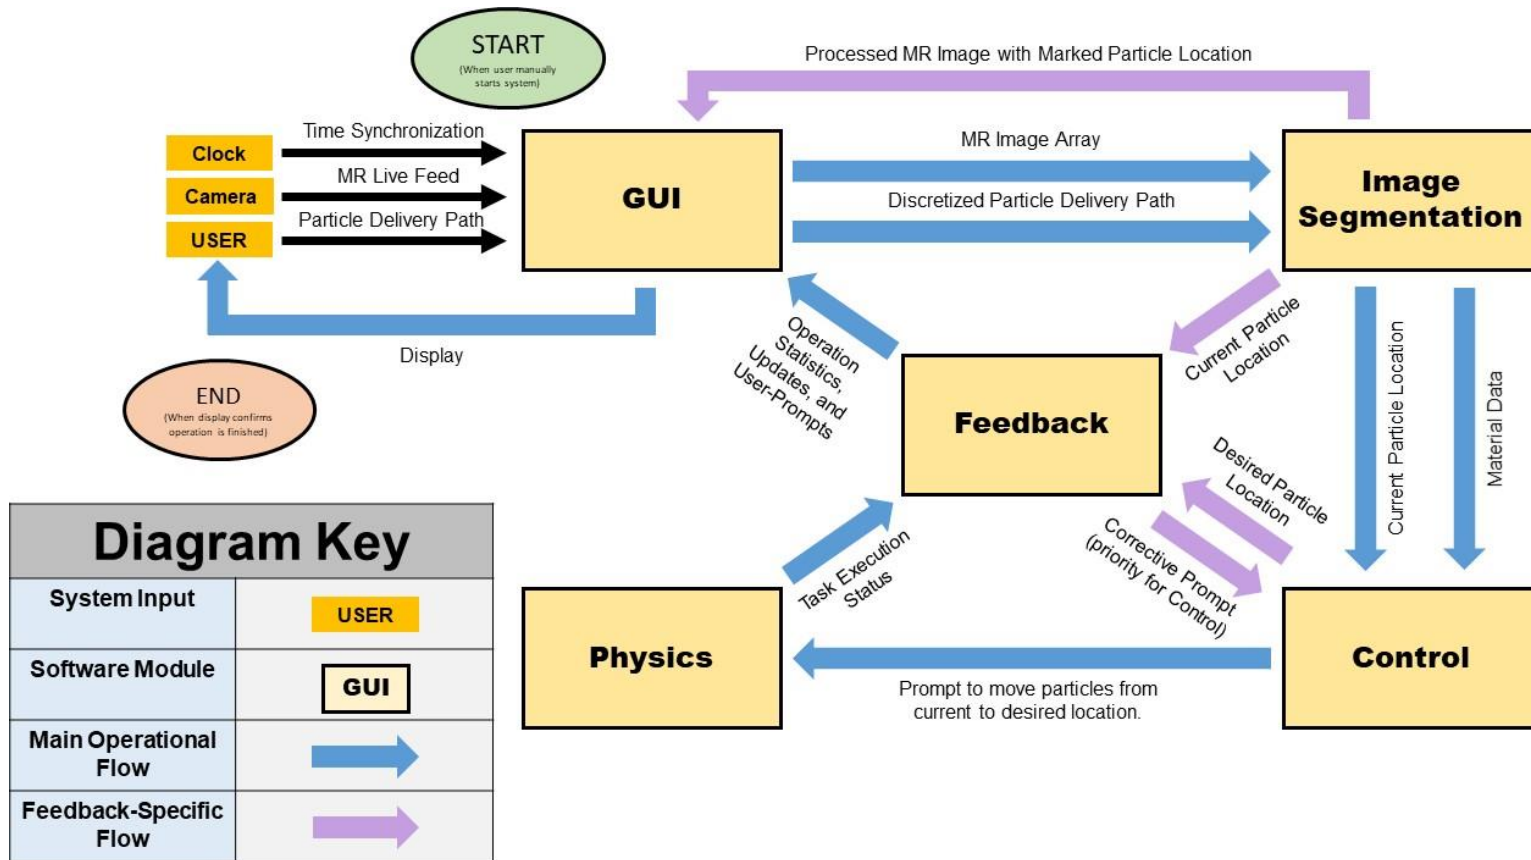 START
(When user manually
starts system)
Processed MR Image with Marked Particle Location
Clock
Time Synchronization
Camera
MR Live Feed
USER
Particle Delivery Path
GUI
MR Image Array
Discretized Particle Delivery Path
Image
Segmentation
Display
END
(When display confirms
operation is finished)
Operation
Statistics,
Updates, and
User-Prompts
Feedback
Current Particle
Location
Current Particle Location
Material Data
Desired Particle
Location
Corrective Prompt
(priority for Control)
Task Execution
Status
Physics
Prompt to move particles from
current to desired location.
Control
Diagram Key
System Input
USER
Software Module
GUI
Main Operational
Flow
Feedback-Specific
Flow